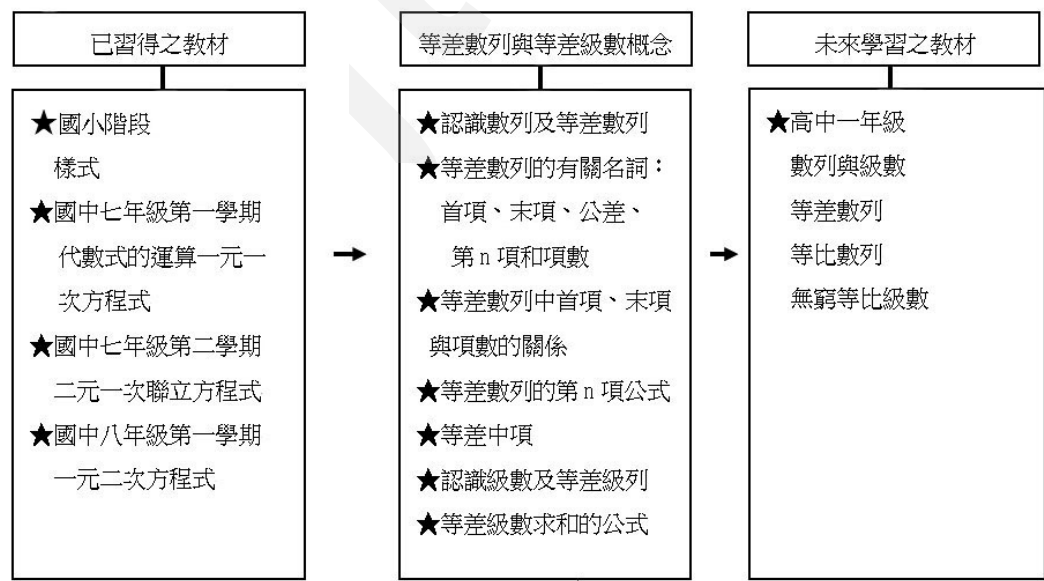 已習得之教材
★國小階段
樣式
★國中七年級第一學期
代數式的運算一元一
次方程式
★國中七年級第二學期
二元一次聯立方程式
★國中八年級第一學期
一元二次方程式
等差數列與等差級數概念
★認識數列及等差數列
★等差數列的有關名詞：
首項、末項、公差、
第n項和項數
★等差數列中首項、末項
與項數的關係
★等差數列的第n項公式
★等差中項
★認識級數及等差級列
★等差級數求和的公式
未來學習之教材
★高中一年級
數列與級數
等差數列
等比數列
無窮等比級數